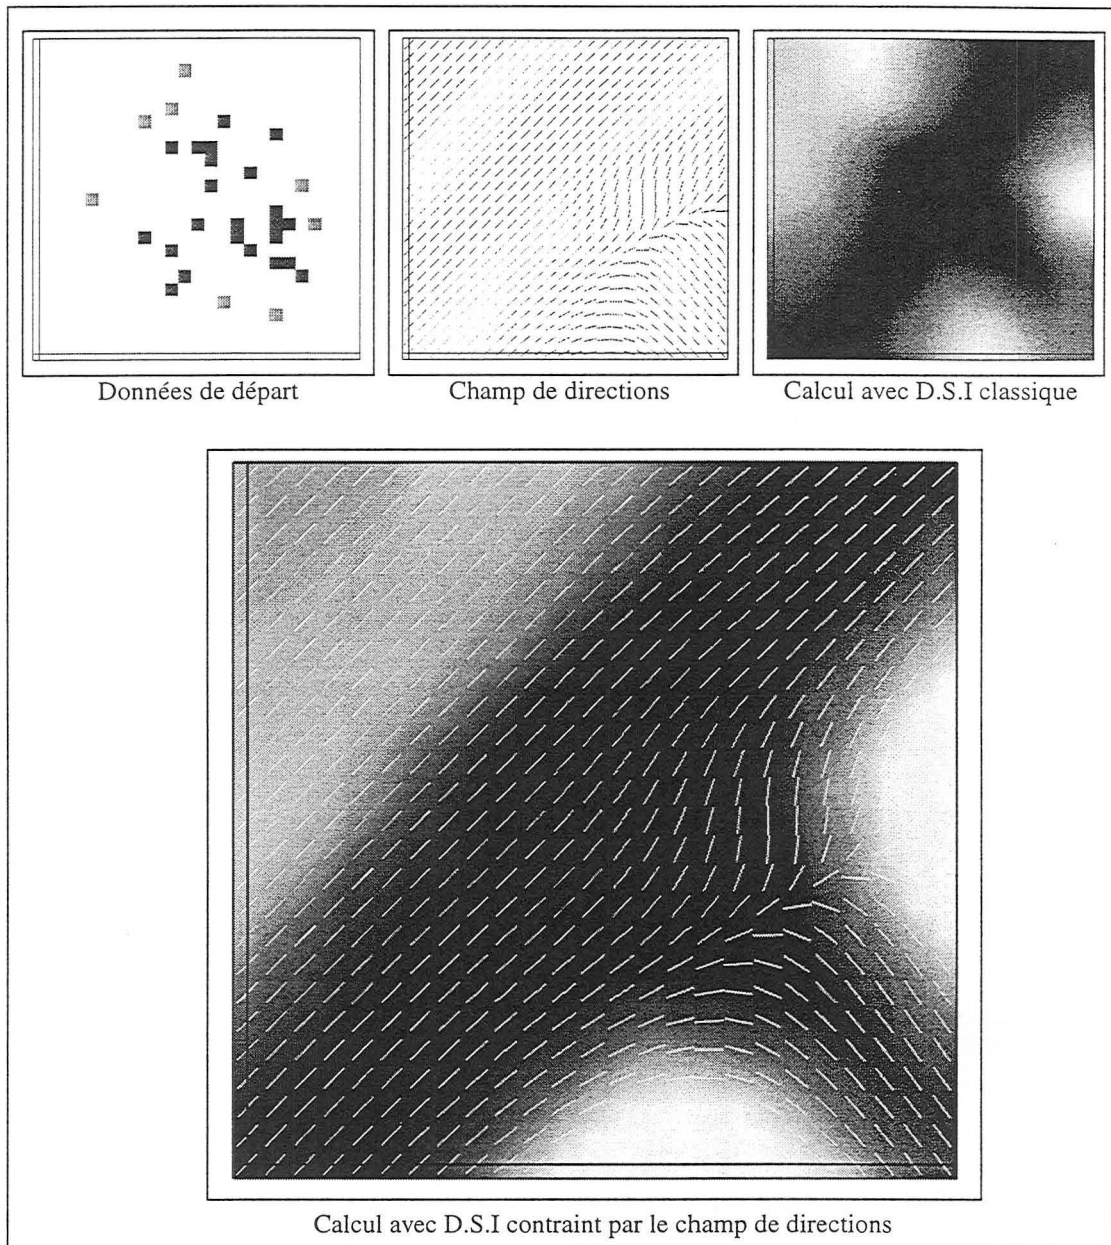 Données de départ
Champ de directions
Calcul avec D.S.I classique
Calcul avec D.S.I contraint par le champ de directions